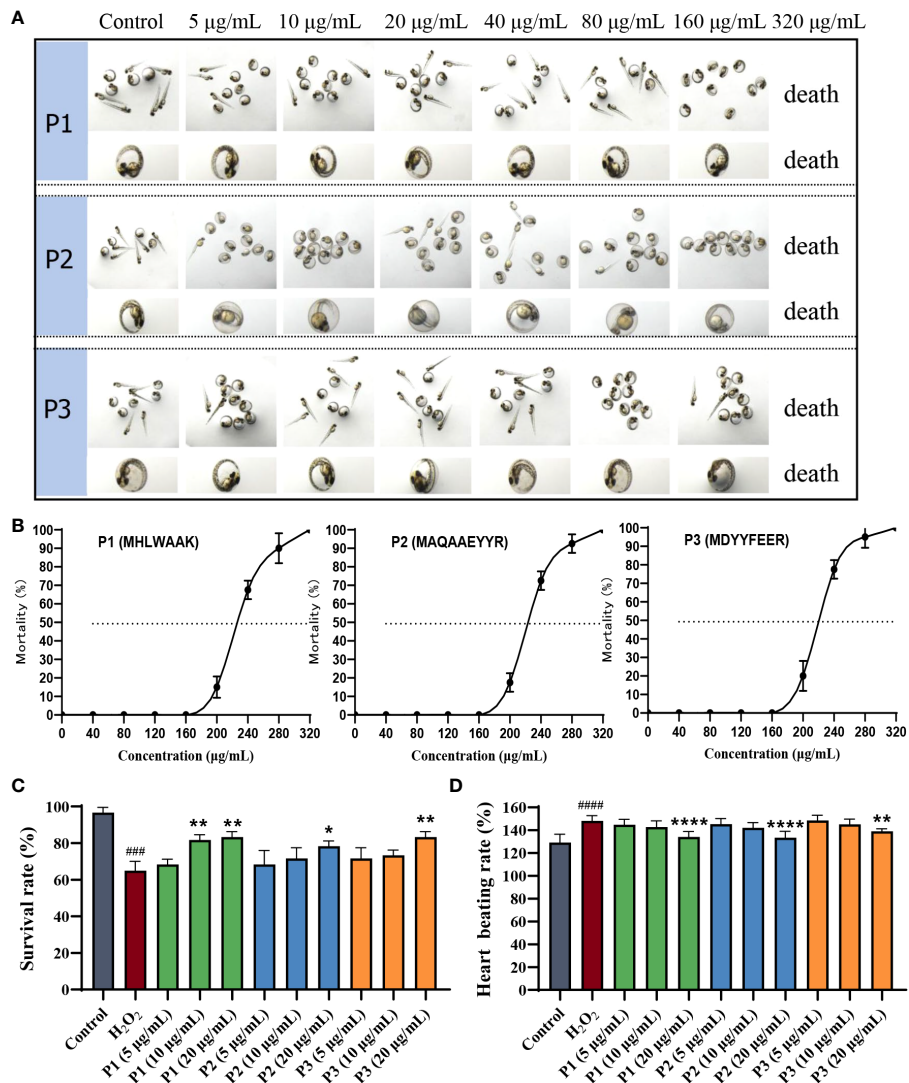 A
Control 5 μg/mL 10 μg/mL 20 μg/mL 40 μg/mL 80 μg/mL 160 μg/mL 320 μg/mL
P1
death
death
P2
death
death
P3
death
death
B
P1 (MHLWAAK)
Mortality (%)
100
90
80
70
60
50
40
30
20
10
0
0 40 80 120 160 200 240 280 320
Concentration (μg/mL)
P2 (MAQAAEYYR)
Mortality (%)
100
90
80
70
60
50
40
30
20
10
0
0 40 80 120 160 200 240 280 320
Concentration (μg/mL)
P3 (MDYYFEER)
Mortality (%)
100
90
80
70
60
50
40
30
20
10
0
0 40 80 120 160 200 240 280 320
Concentration (μg/mL)
C
Survival rate (%)
100
80
60
40
20
0
### ** ** * **
Control
H₂O₂
P1 (5 μg/mL)
P1 (10 μg/mL)
P1 (20 μg/mL)
P2 (5 μg/mL)
P2 (10 μg/mL)
P2 (20 μg/mL)
P3 (5 μg/mL)
P3 (10 μg/mL)
P3 (20 μg/mL)
D
Heart beating rate (%)
160
140
120
100
80
60
40
20
0
#### **** **** **
Control
H₂O₂
P1 (5 μg/mL)
P1 (10 μg/mL)
P1 (20 μg/mL)
P2 (5 μg/mL)
P2 (10 μg/mL)
P2 (20 μg/mL)
P3 (5 μg/mL)
P3 (10 μg/mL)
P3 (20 μg/mL)